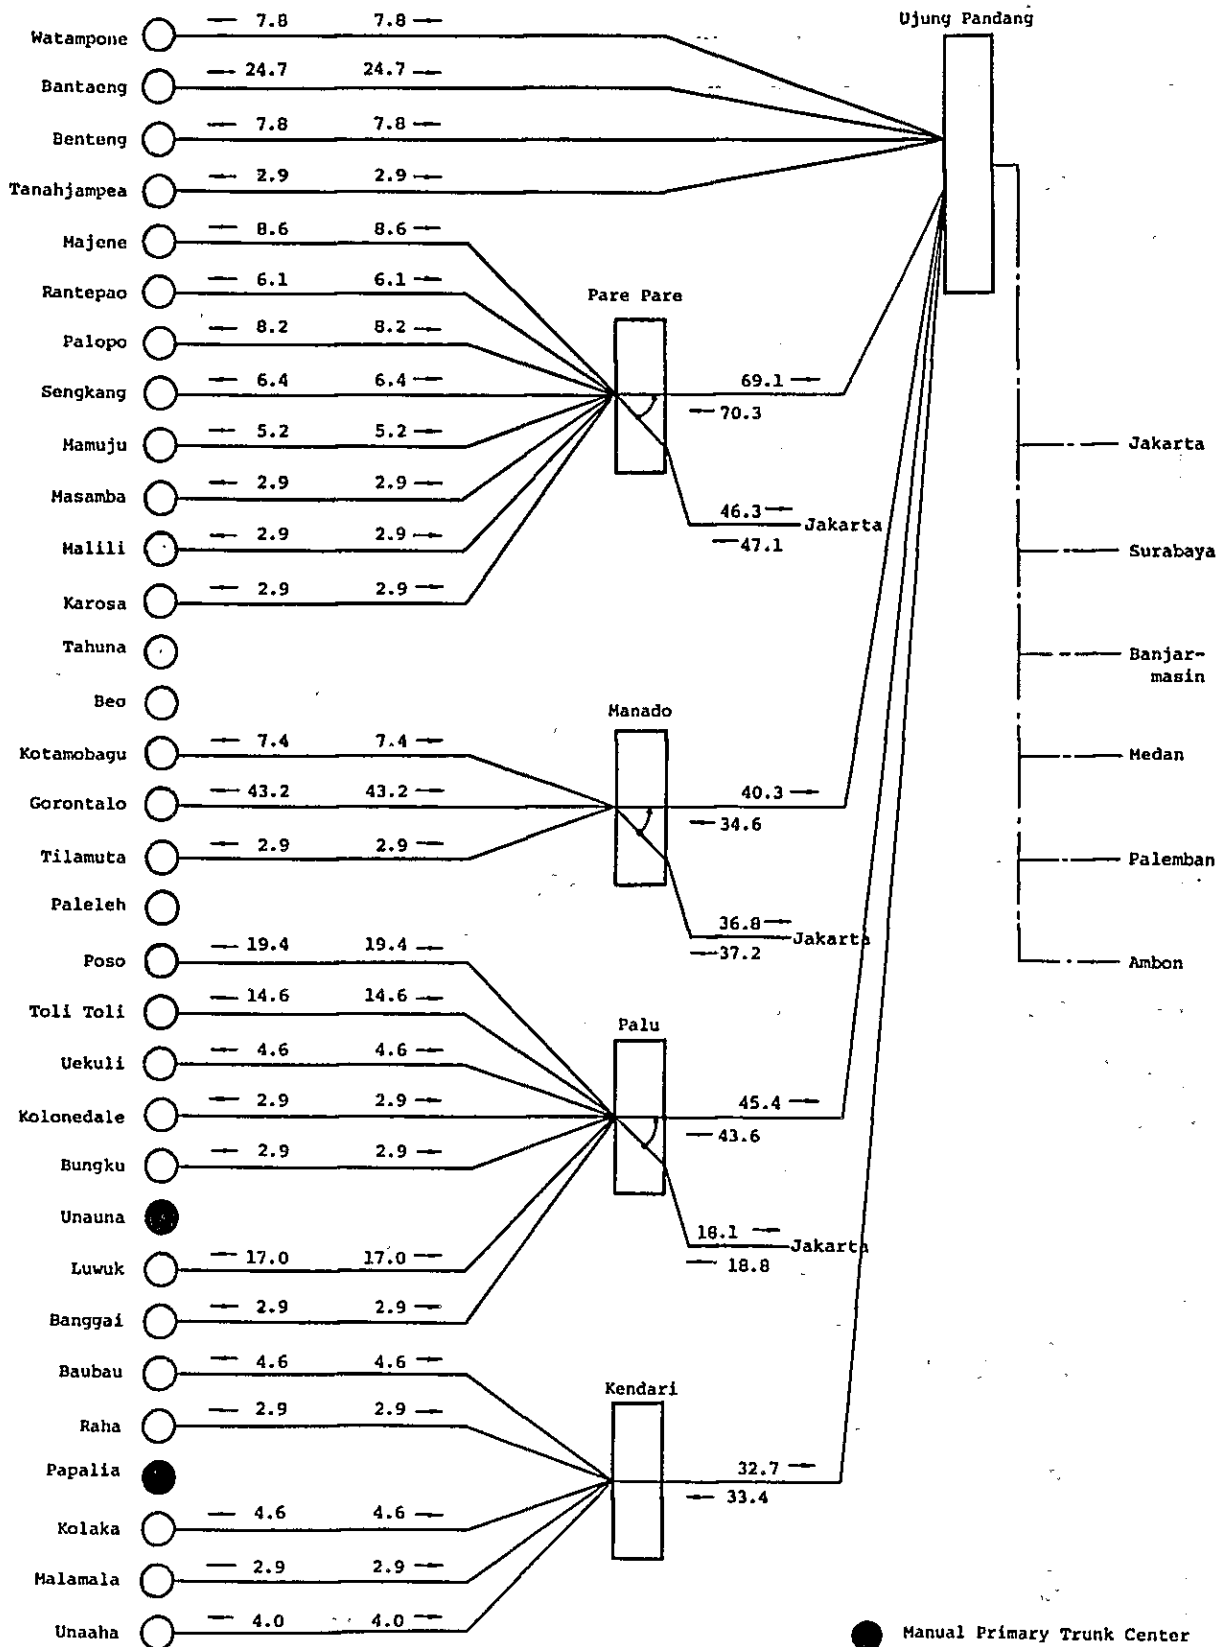 Ujung Pandang
Watampone 7.8 7.8
Bantaeng 24.7 24.7
Benteng 7.8 7.8
Tanahjampea 2.9 2.9
Majene 8.6 8.6
Rantepao 6.1 6.1
Pare Pare
Palopo 8.2 8.2
Sengkang 6.4 6.4
69.1
70.3
Mamuju 5.2 5.2
Jakarta
Masamba 2.9 2.9
46.3
Jakarta
47.1
Malili 2.9 2.9
Surabaya
Karosa 2.9 2.9
Tahuna
Banjar-
masin
Beo
Manado
Kotamobagu 7.4 7.4
Medan
Gorontalo 43.2 43.2
40.3
34.6
Tilamuta 2.9 2.9
Palemban
Paleleh
36.8
Jakarta
37.2
Poso 19.4 19.4
Ambon
Toli Toli 14.6 14.6
Palu
Uekuli 4.6 4.6
Kolonedale 2.9 2.9
45.4
43.6
Bungku 2.9 2.9
Unauna
18.1
Jakarta
18.8
Luwuk 17.0 17.0
Banggai 2.9 2.9
Baubau 4.6 4.6
Kendari
Raha 2.9 2.9
Papalia
32.7
33.4
Kolaka 4.6 4.6
Malamala 2.9 2.9
Unaaha 4.0 4.0
Manual Primary Trunk Center